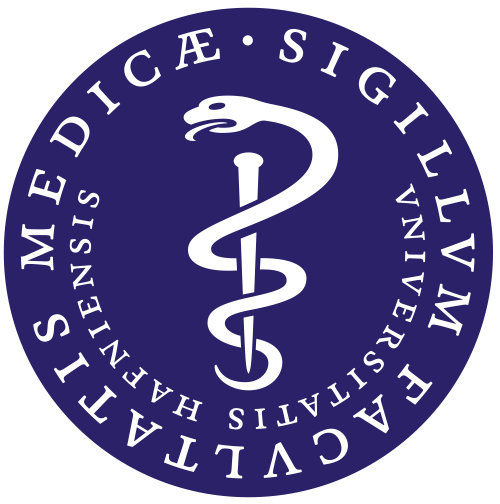 SIGILLVM FACVLTATIS MEDICÆ ·
VNIVERSITATIS HAFNIENSIS